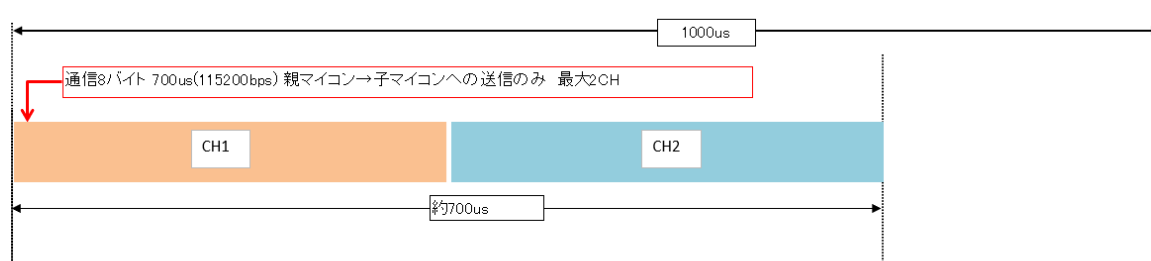 1000us
通信8バイト 700us(115200bps) 親マイコン→子マイコンへの送信のみ 最大2CH
CH1
CH2
約700us